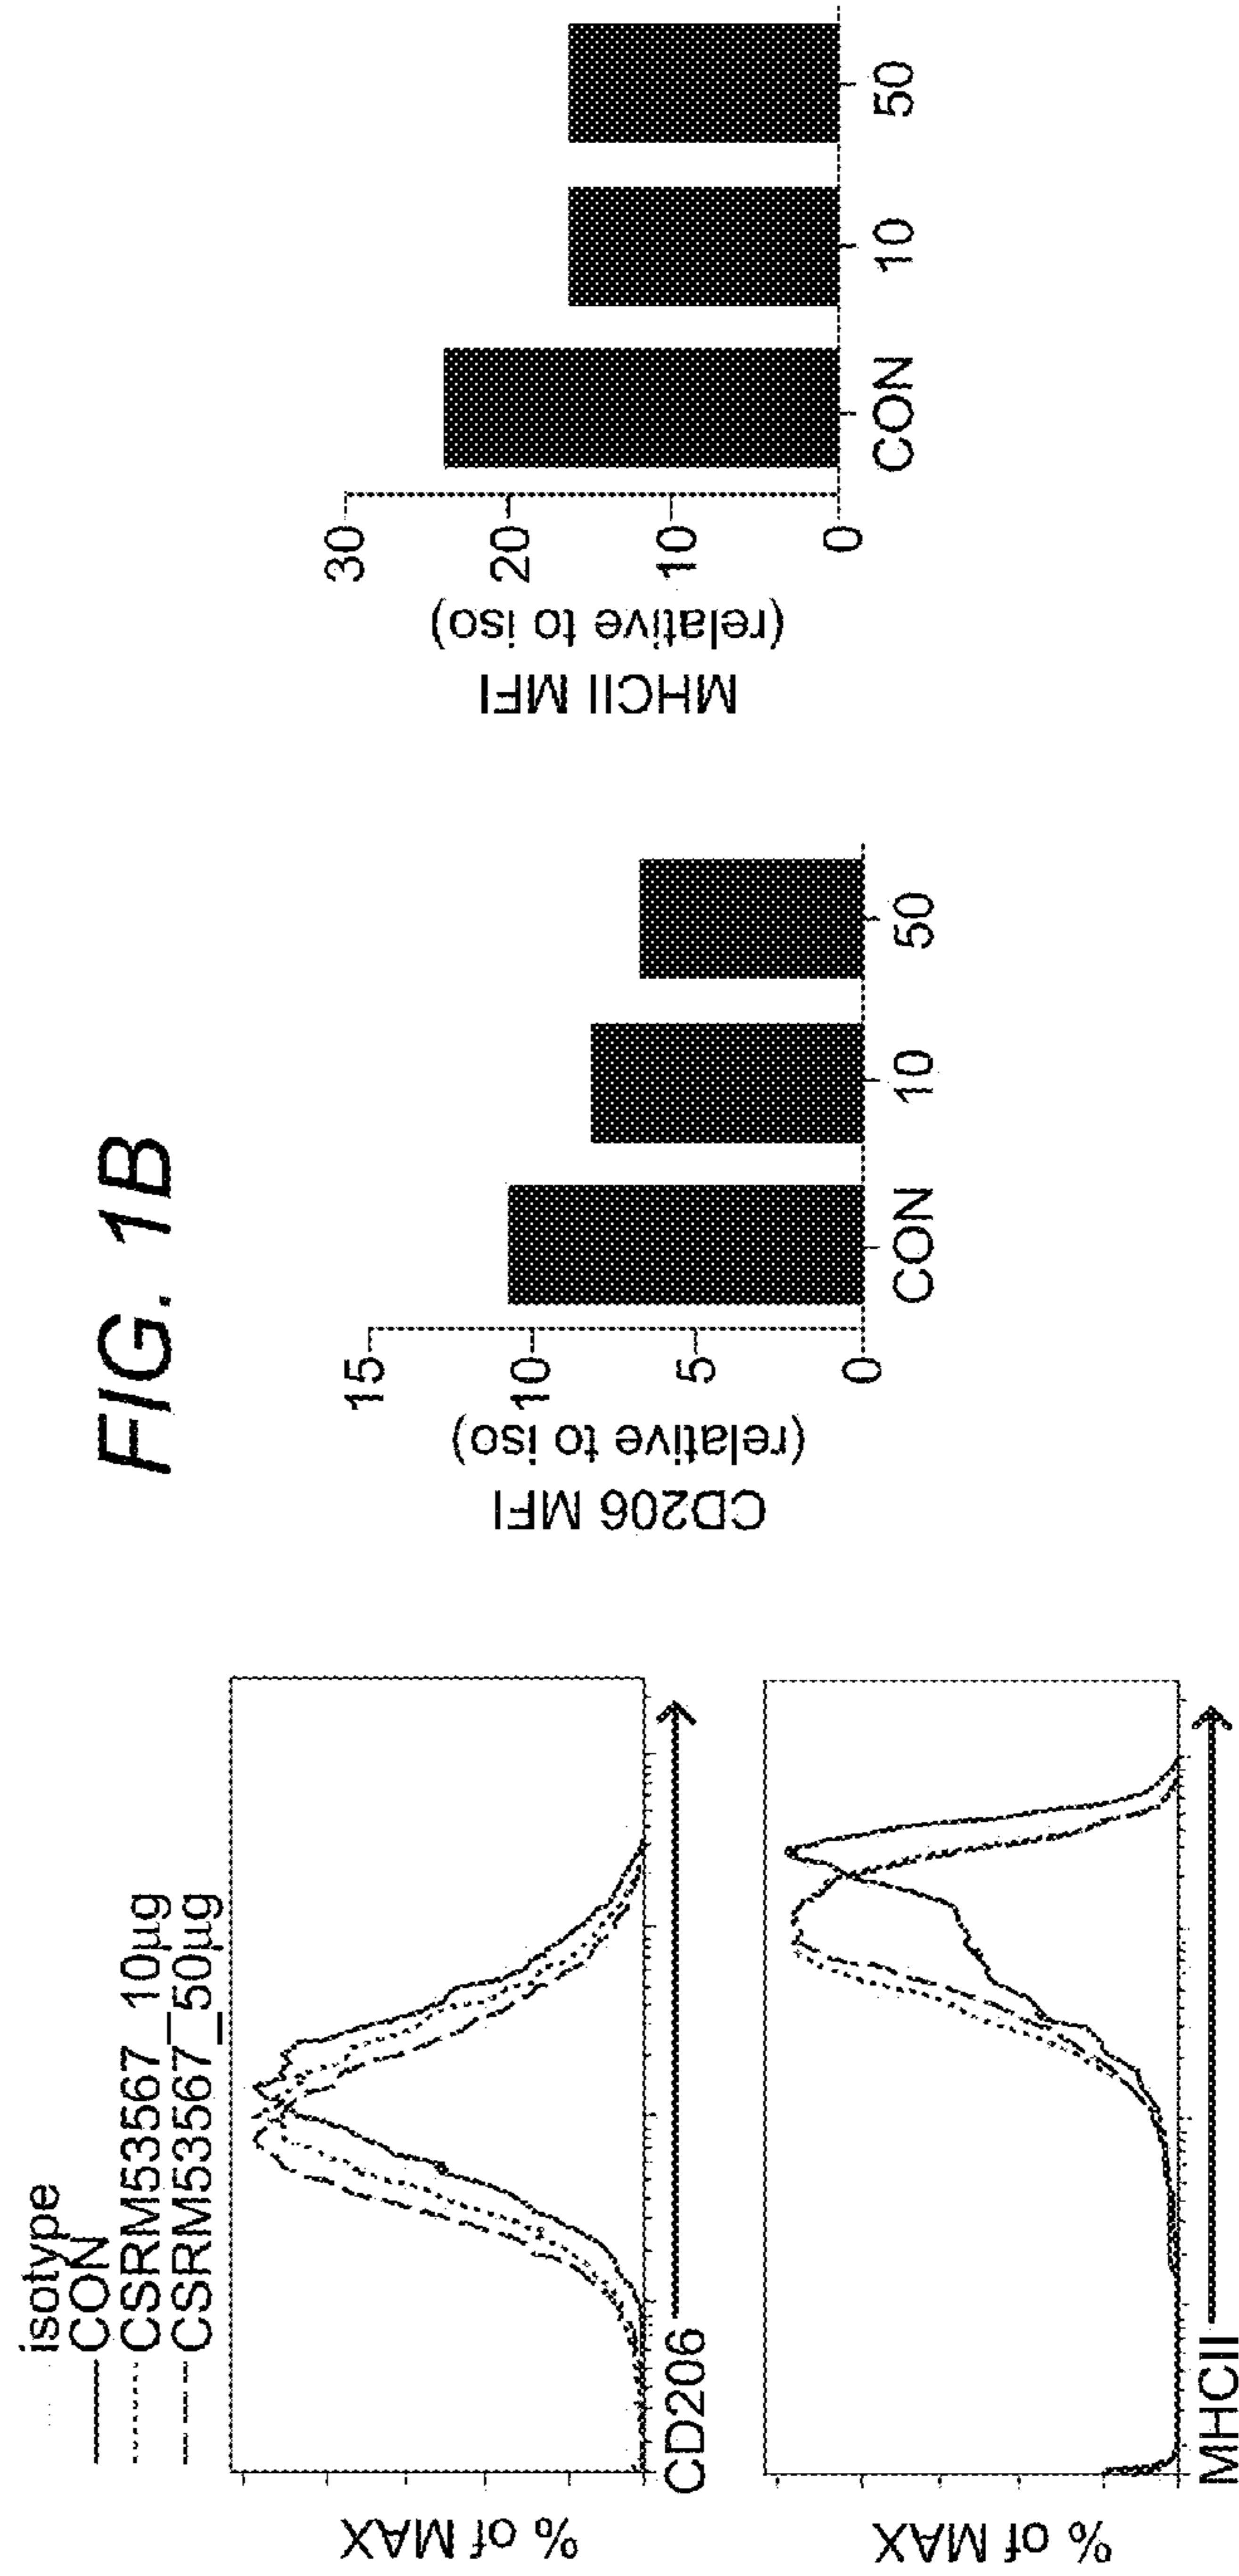 FIG. 1B
isotype
CON
CSRM53567_10µg
CSRM53567_50µg
% of MAX
CD206
% of MAX
MHCII
CD206 MFI
(relative to iso)
15
10
5
0
CON
10
50
MHCII MFI
(relative to iso)
30
20
10
0
CON
10
50